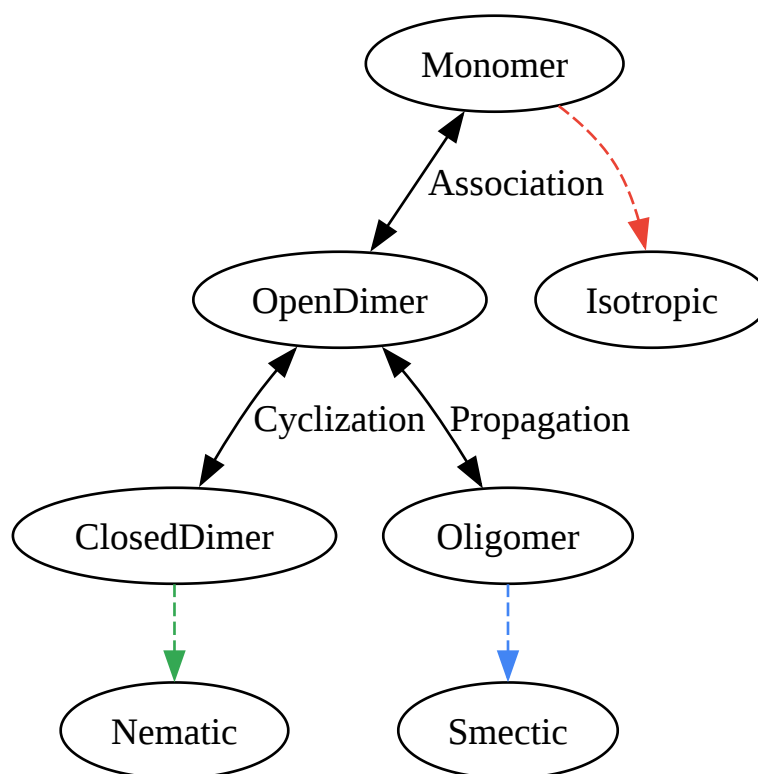 Monomer
Association
OpenDimer
Isotropic
Cyclization
Propagation
ClosedDimer
Oligomer
Nematic
Smectic